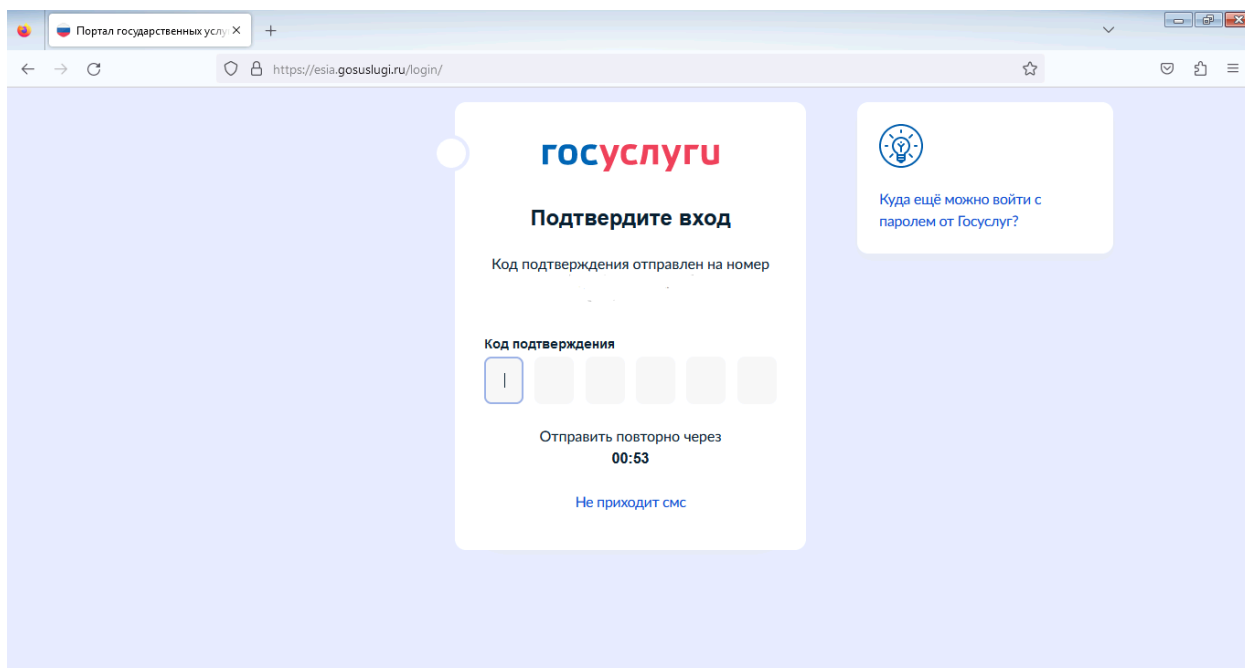 Портал государственных услу
https://esia.gosuslugi.ru/login/
госуслуги
Подтвердите вход
Код подтверждения отправлен на номер
Код подтверждения
Отправить повторно через
00:53
Не приходит смс
Куда ещё можно войти с
паролем от Госуслуг?